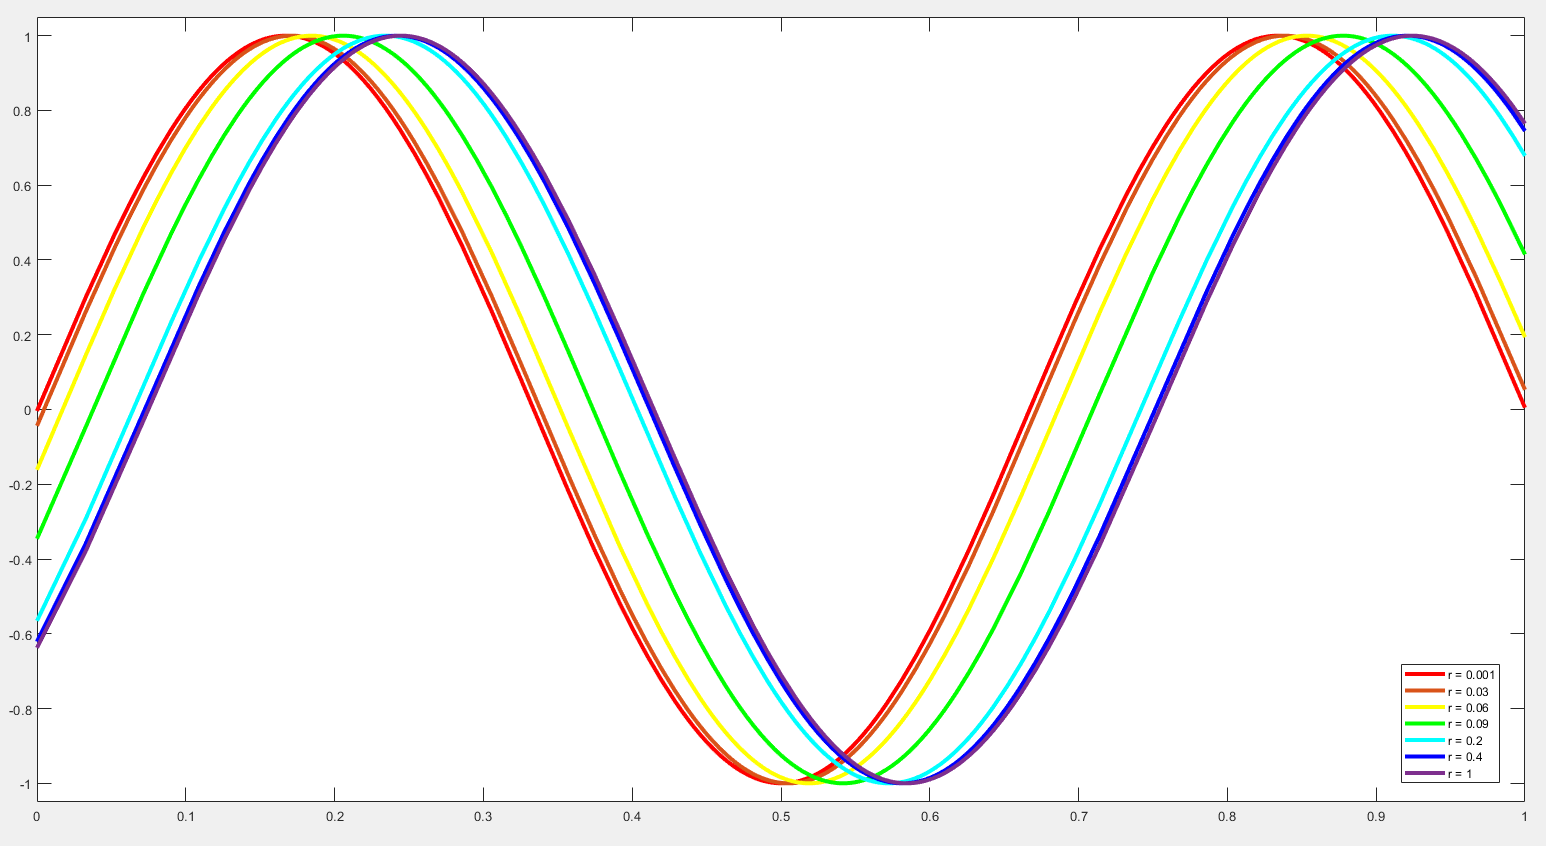 1
0.8
0.6
0.4
0.2
0
-0.2
-0.4
-0.6
-0.8
-1
0 0.1 0.2 0.3 0.4 0.5 0.6 0.7 0.8 0.9 1
r = 0.001
r = 0.03
r = 0.06
r = 0.09
r = 0.2
r = 0.4
r = 1